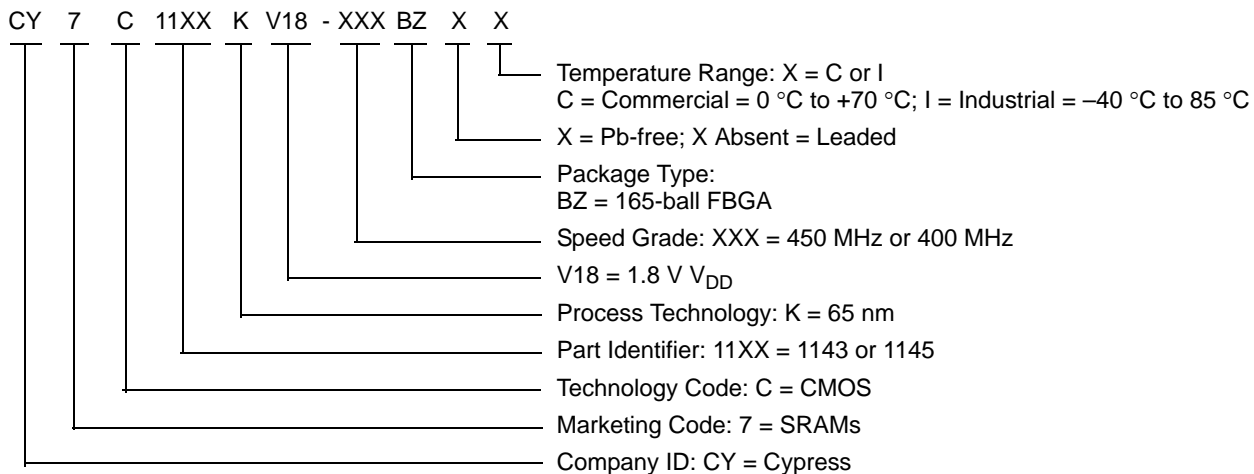 CY 7 C 11XX K V18 - XXX BZ X X
Temperature Range: X = C or I
C = Commercial = 0 °C to +70 °C; I = Industrial = –40 °C to 85 °C
X = Pb-free; X Absent = Leaded
Package Type:
BZ = 165-ball FBGA
Speed Grade: XXX = 450 MHz or 400 MHz
V18 = 1.8 V VDD
Process Technology: K = 65 nm
Part Identifier: 11XX = 1143 or 1145
Technology Code: C = CMOS
Marketing Code: 7 = SRAMs
Company ID: CY = Cypress